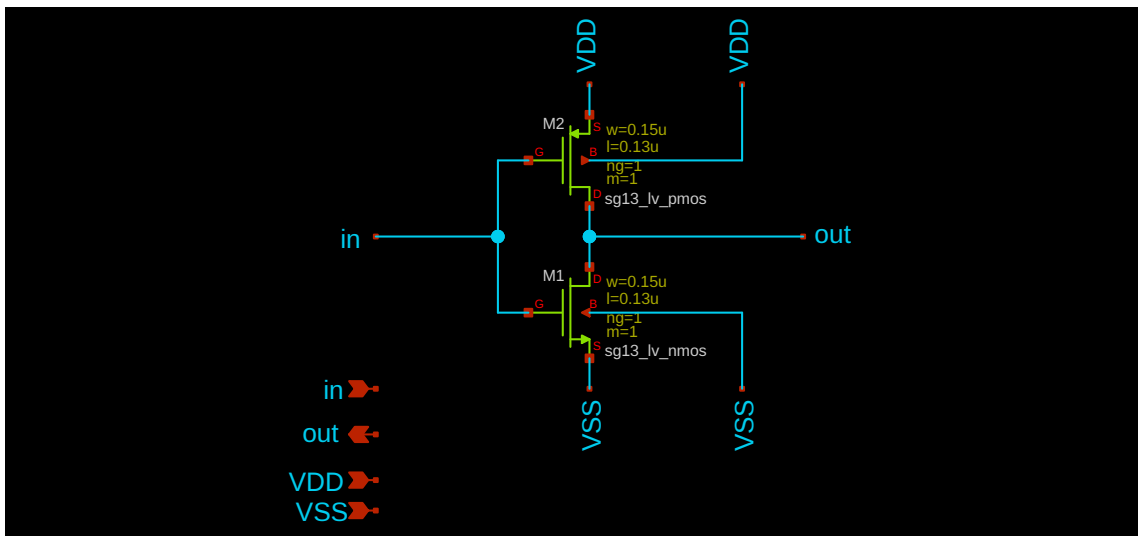 VDD
VDD
M2
S
w=0.15u
l=0.13u
G
B
ng=1
m=1
D
sg13_lv_pmos
in
out
M1
D
w=0.15u
l=0.13u
G
B
ng=1
m=1
S
sg13_lv_nmos
in
VSS
VSS
out
VDD
VSS